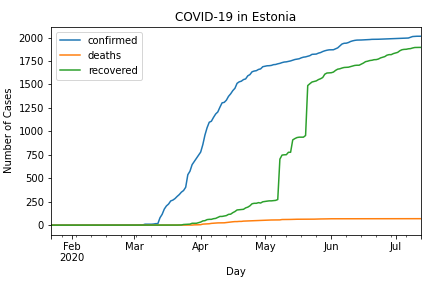 COVID-19 in Estonia
confirmed
deaths
recovered
Number of Cases
2000
1750
1500
1250
1000
750
500
250
0
Feb
2020
Mar
Apr
May
Jun
Jul
Day